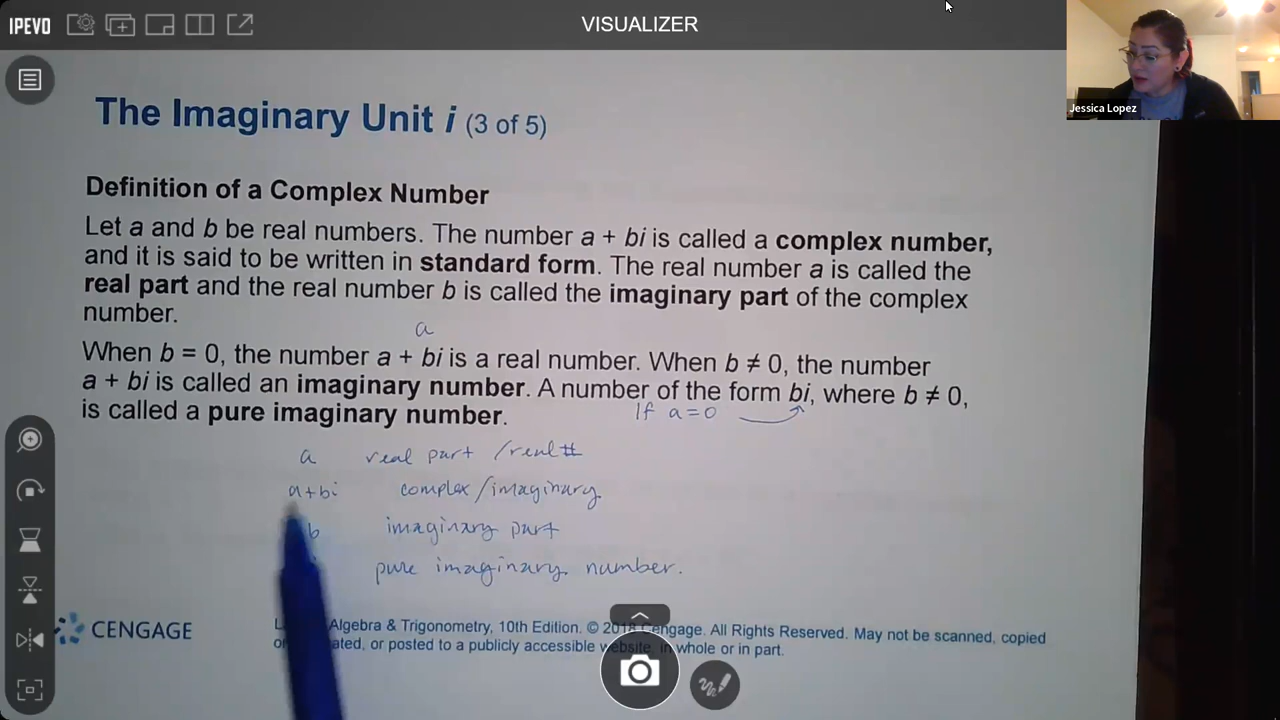 IPEVO
VISUALIZER
Jessica Lopez
The Imaginary Unit i (3 of 5)
Definition of a Complex Number
Let a and b be real numbers. The number a + bi is called a complex number,
and it is said to be written in standard form. The real number a is called the
real part and the real number b is called the imaginary part of the complex
number.
a
When b = 0, the number a + bi is a real number. When b ≠ 0, the number
a + bi is called an imaginary number. A number of the form bi, where b ≠ 0,
is called a pure imaginary number.
If a=0
a real part /real#
a+bi complex/imaginary
b imaginary part
pure imaginary number.
CENGAGE
Algebra & Trigonometry, 10th Edition. © 2018 Cengage. All Rights Reserved. May not be scanned, copied
or posted to a publicly accessible website, in whole or in part.